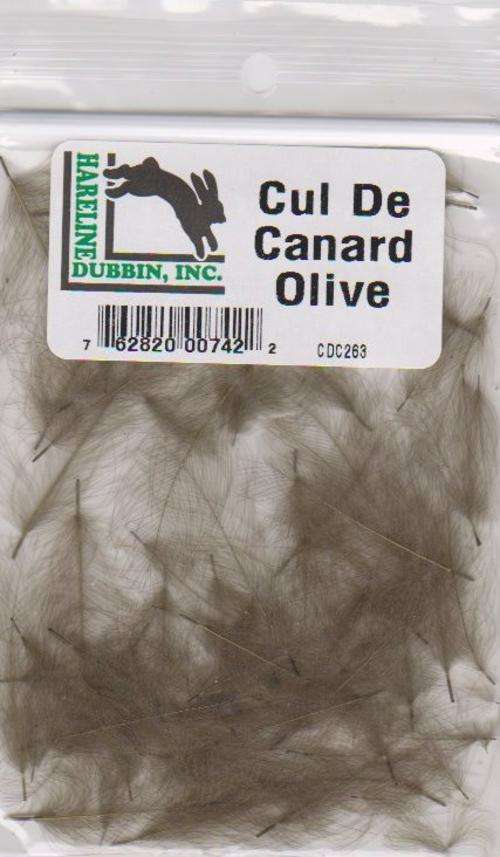 HARELINE
DUBBIN, INC.
Cul De
Canard
Olive
7 62820 00742 2
CDC263